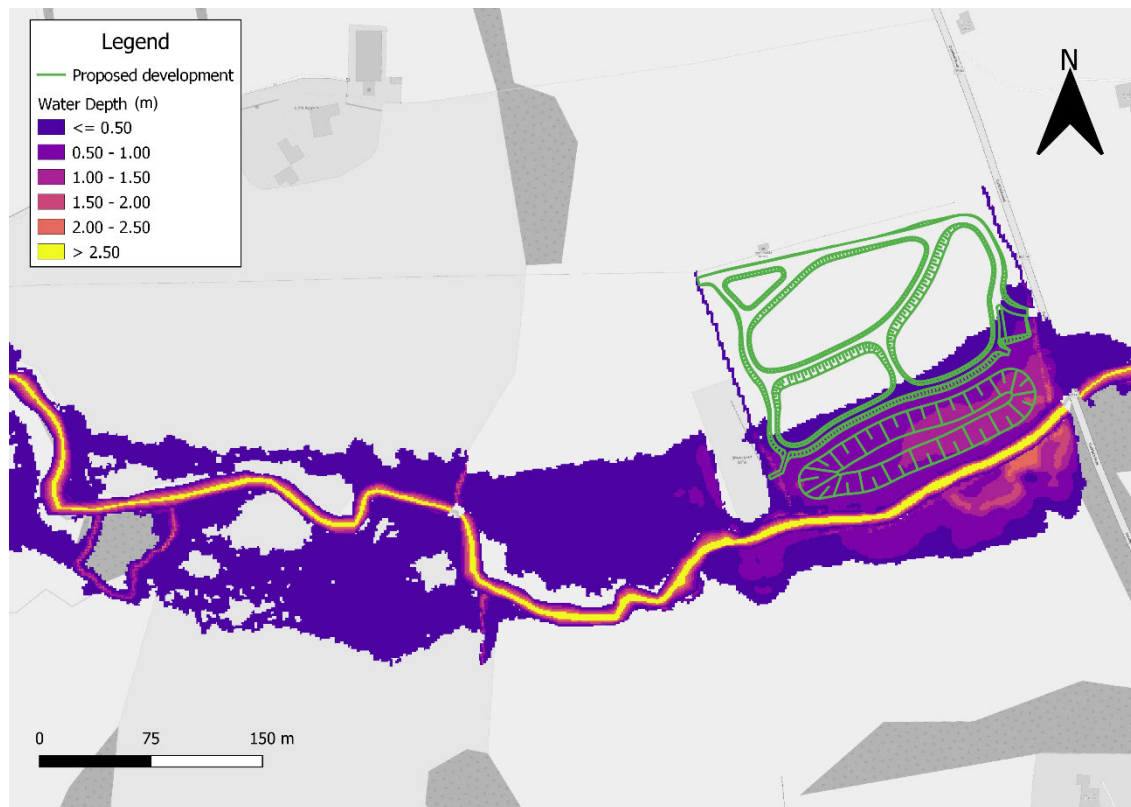 Legend
Proposed development
Water Depth (m)
<= 0.50
0.50 - 1.00
1.00 - 1.50
1.50 - 2.00
2.00 - 2.50
> 2.50
N
0 75 150 m